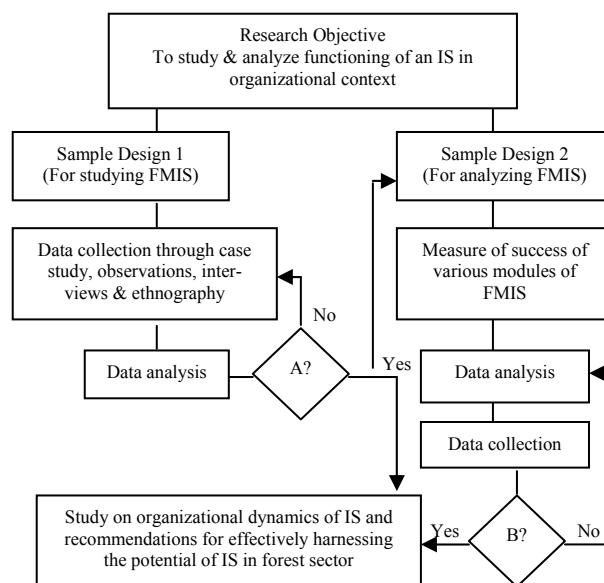 Research Objective
To study & analyze functioning of an IS in
organizational context
Sample Design 1
(For studying FMIS)
Sample Design 2
(For analyzing FMIS)
Data collection through case
study, observations, inter-
views & ethnography
Measure of success of
various modules of
FMIS
No
Data analysis
A?
Yes
Data analysis
Data collection
Study on organizational dynamics of IS and
recommendations for effectively harnessing
the potential of IS in forest sector
Yes
B?
No